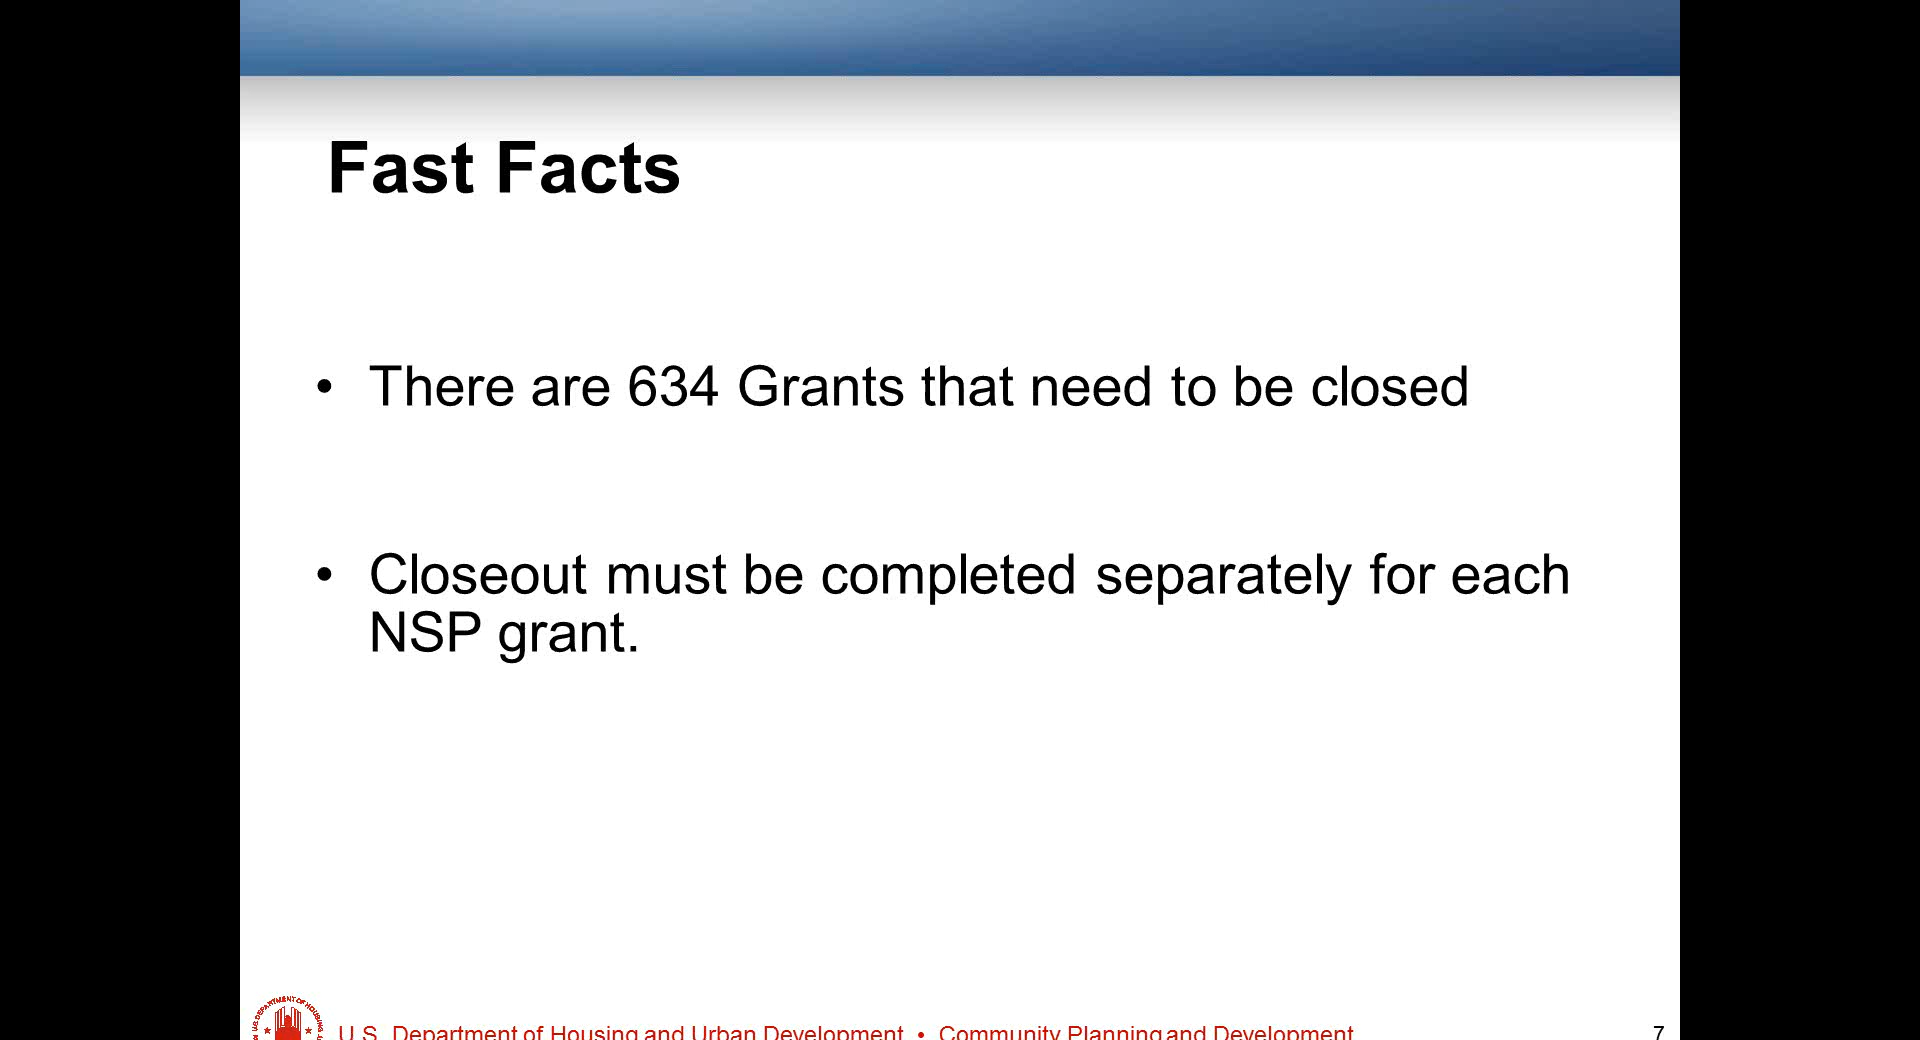 Fast Facts
• There are 634 Grants that need to be closed
• Closeout must be completed separately for each
NSP grant.
U.S. Department of Housing and Urban Development • Community Planning and Development
7